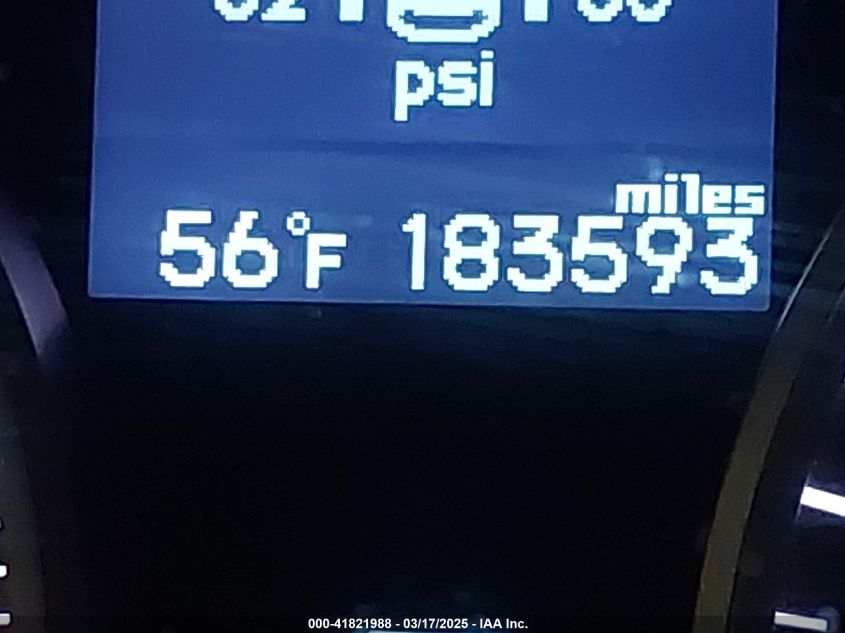 psi
miles
56°F 183593
000-41821988 - 03/17/2025 - IAA Inc.